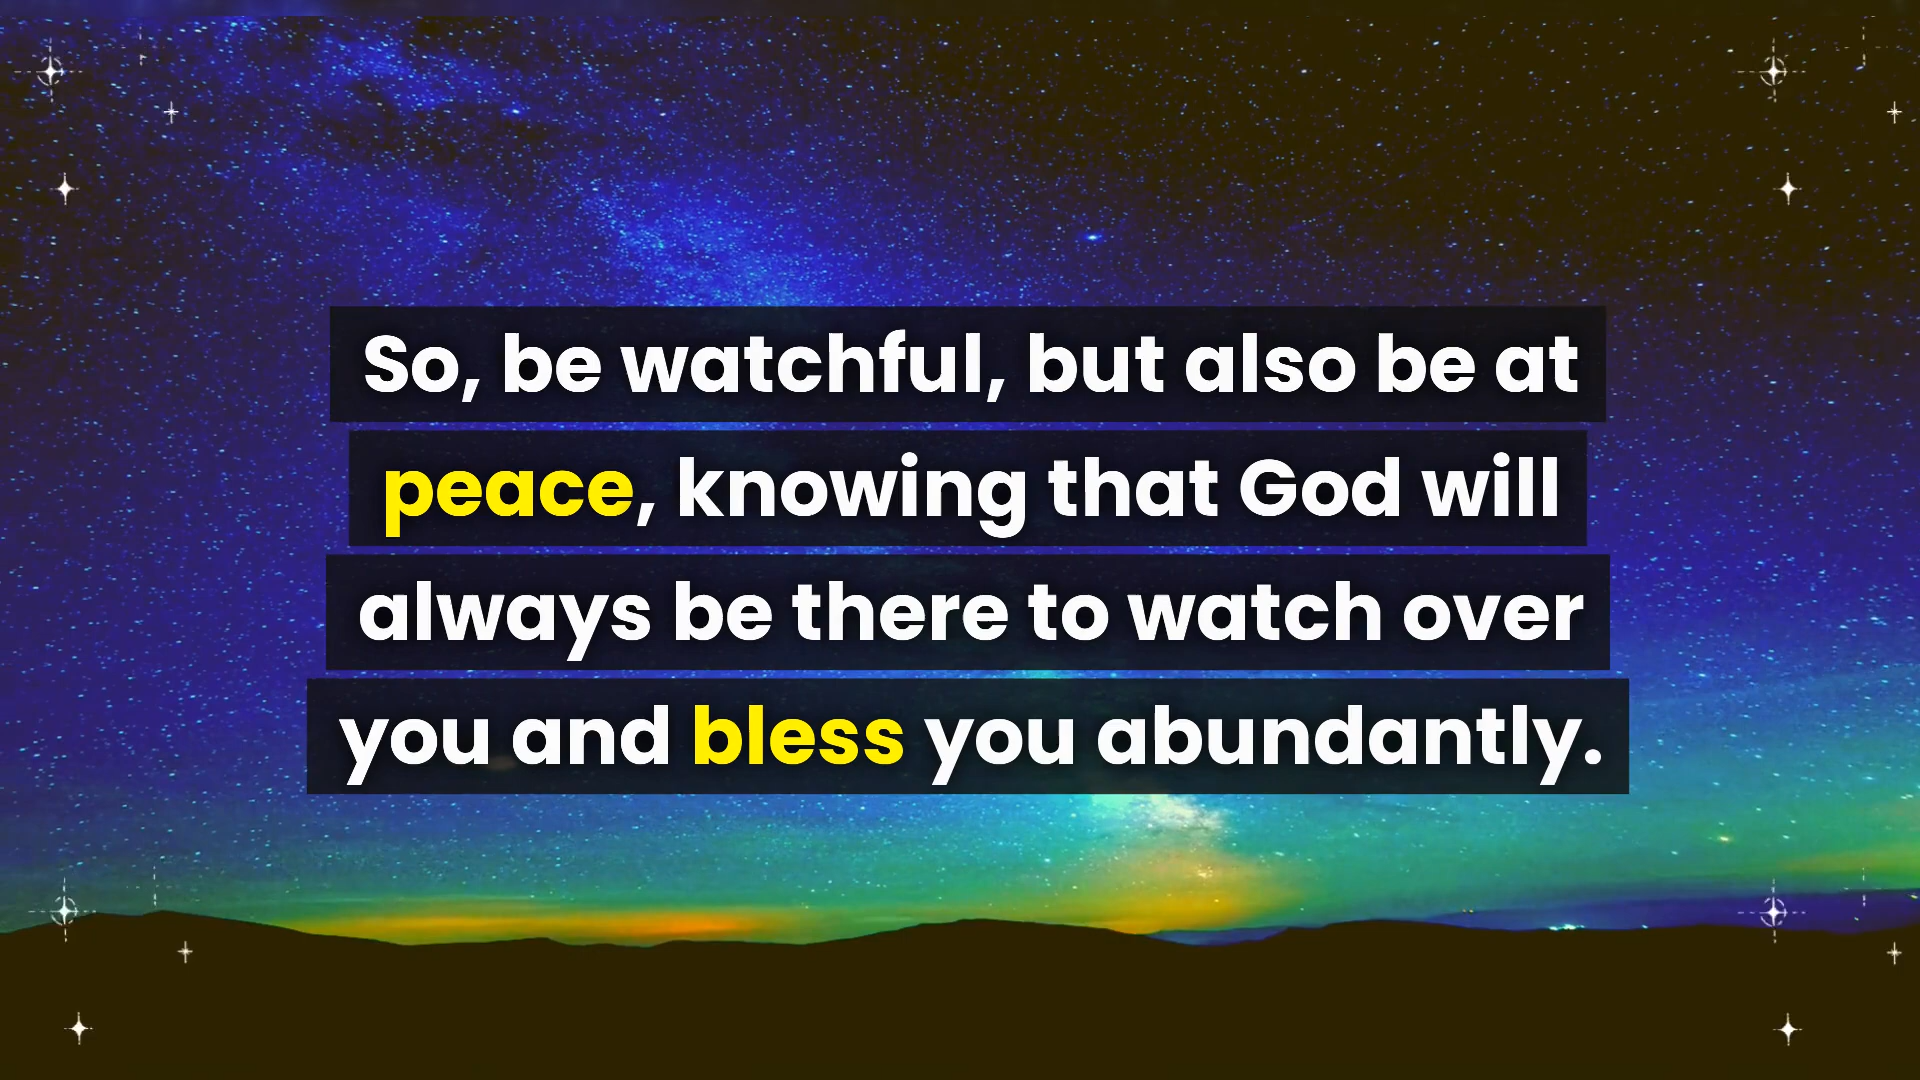 So, be watchful, but also be at
peace, knowing that God will
always be there to watch over
you and bless you abundantly.